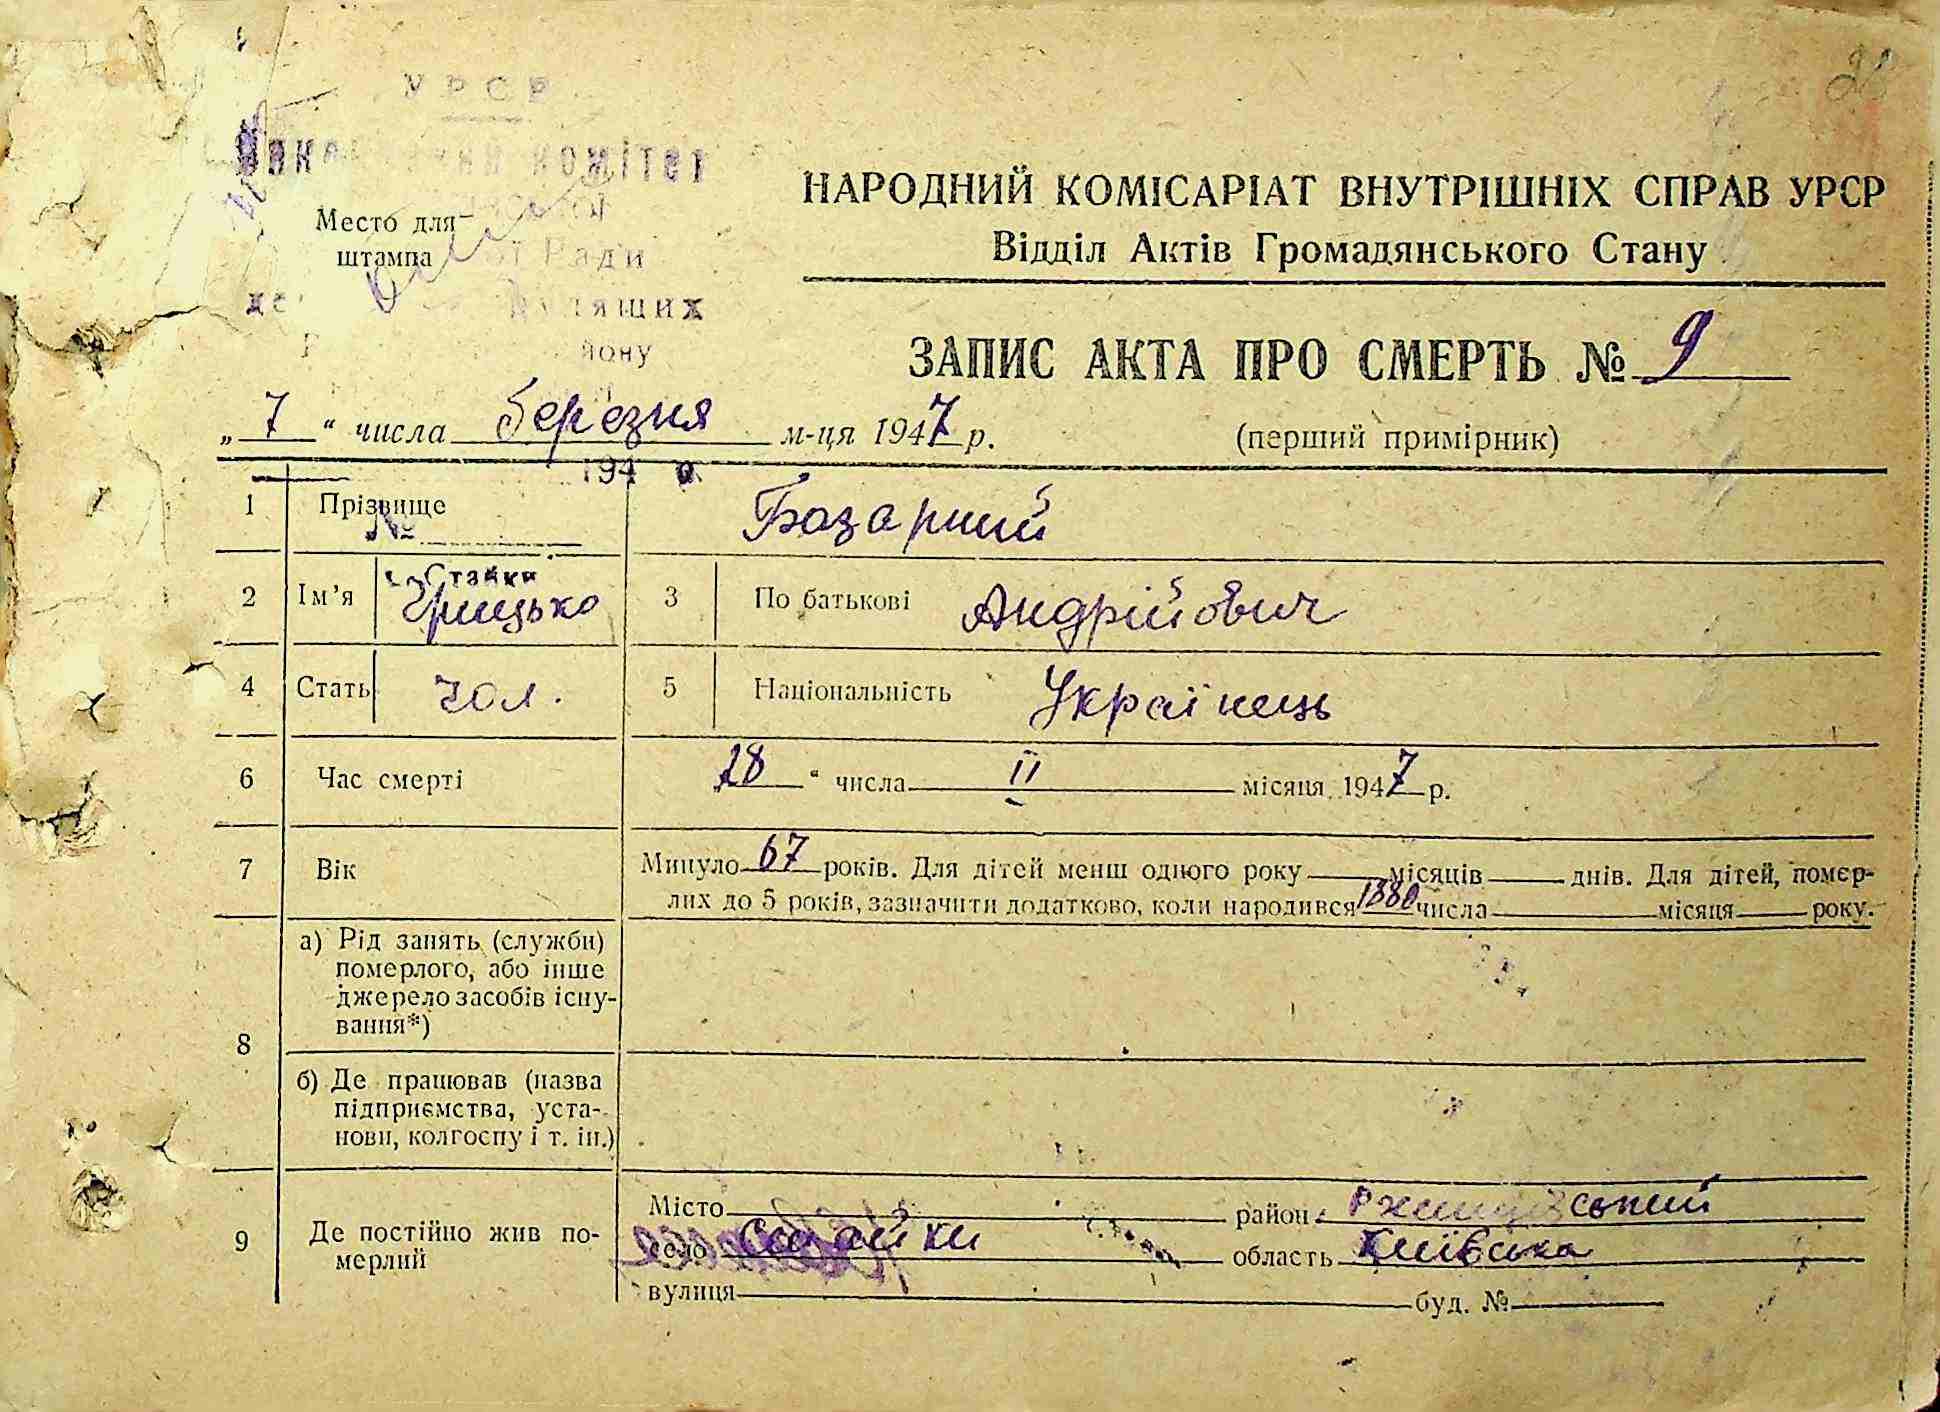 28
УРСР
Виконавчий комітет
Место для
штампа
Ради
трудящих
району
НАРОДНИЙ КОМІСАРІАТ ВНУТРІШНІХ СПРАВ УРСР
Відділ Актів Громадянського Стану
ЗАПИС АКТА ПРО СМЕРТЬ № 9
„7“ числа березня м-ця 1947 р.
(перший примірник)
194 р.
1 Прізвище Базарний
№
с. Стайки
2 Ім’я Грицько 3 По батькові Андрійович
4 Стать чол. 5 Національність Українець
6 Час смерті „28“ числа II місяця 1947 р.
7 Вік Минуло 67 років. Для дітей менш одного року місяців днів. Для дітей, помер-
лих до 5 років, зазначити додатково, коли народився 1880 числа місяця року.
8 а) Рід занять (служби)
померлого, або інше
джерело засобів існу-
вання*)
б) Де працював (назва
підприємства, уста-
нови, колгоспу і т. ін.)
9 Де постійно жив по-
мерлий
Місто район Ржищівський
село Стайки область Київська
вулиця буд. №